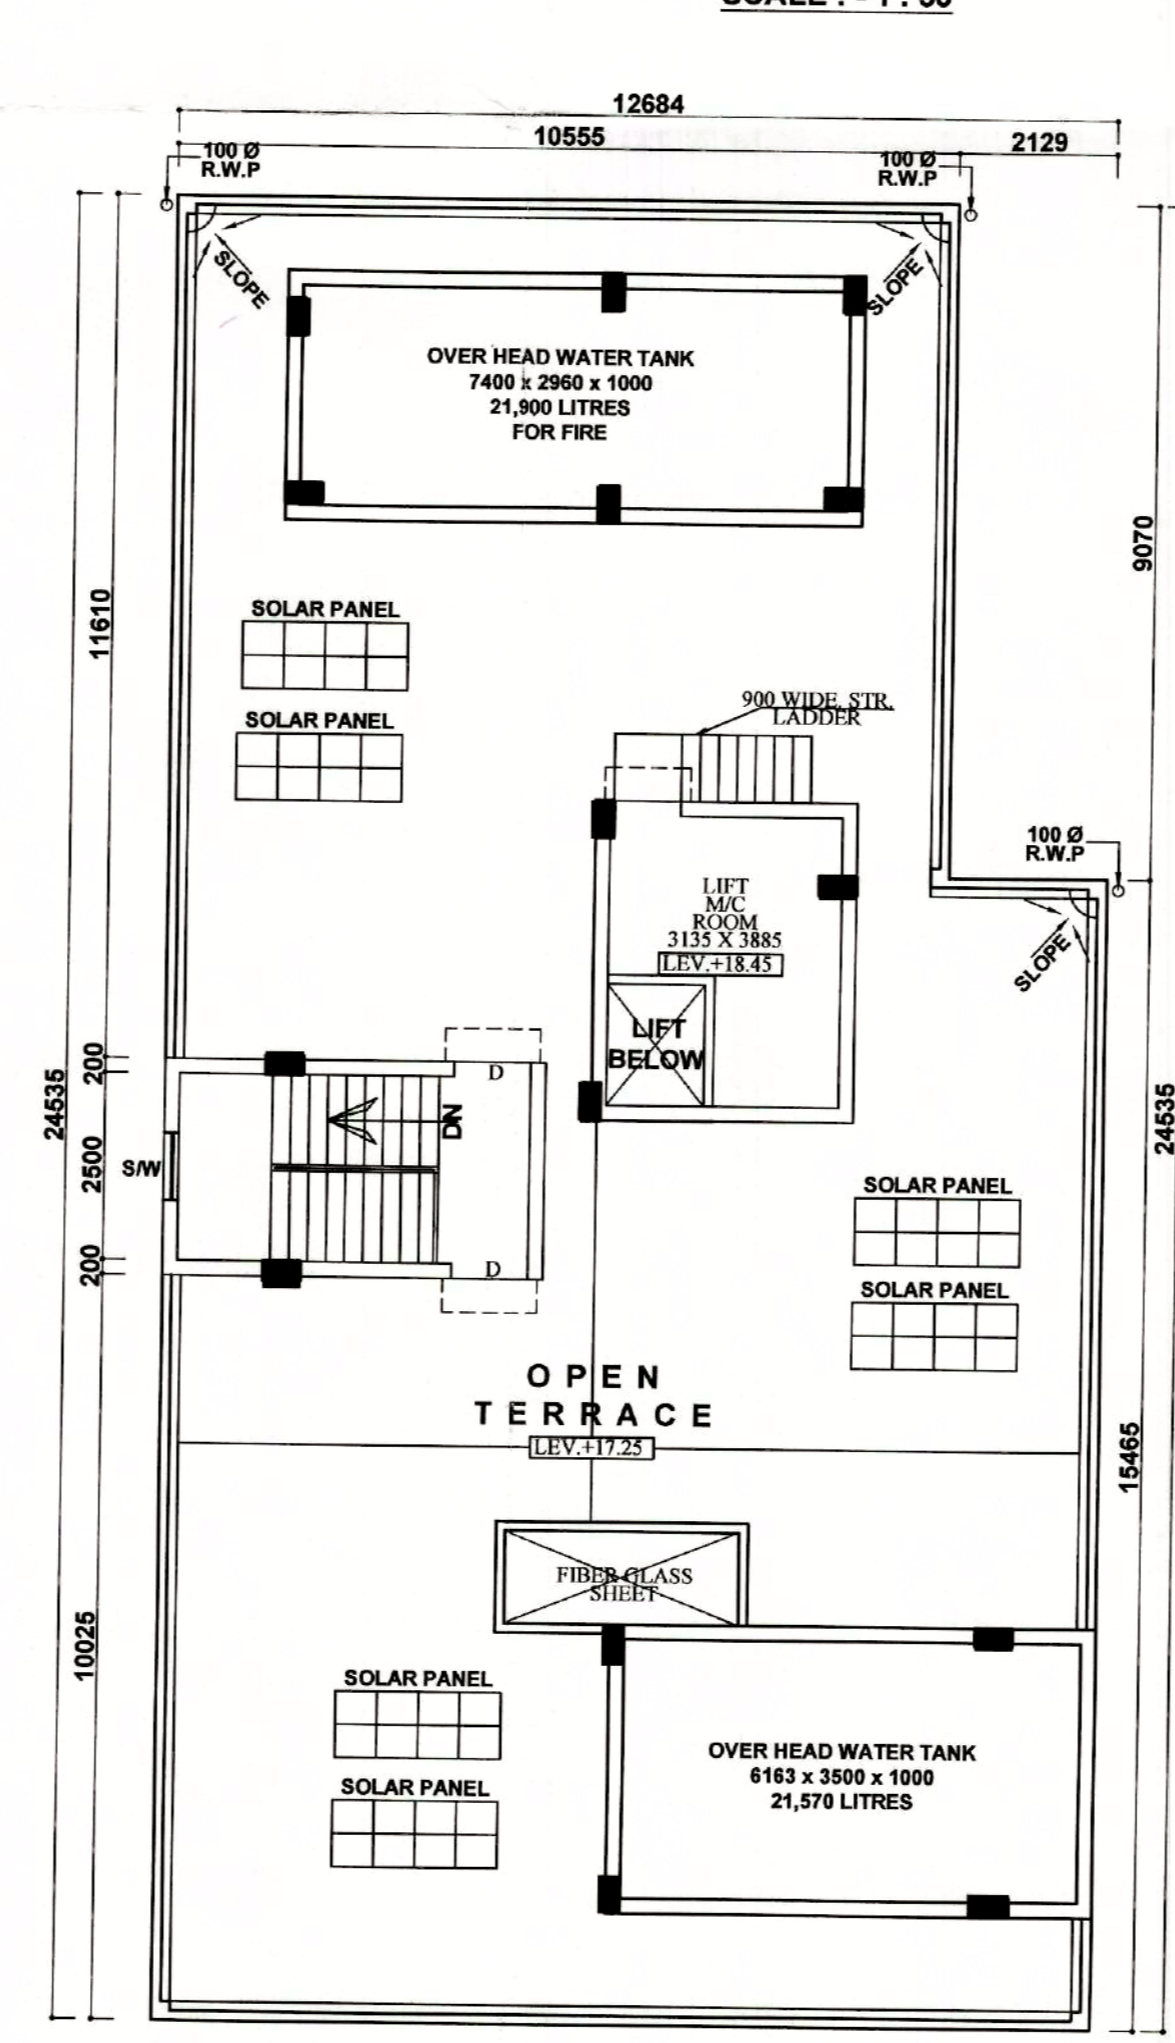 12684
10555
2129
100 Ø
R.W.P
100 Ø
R.W.P
SLOPE
SLOPE
OVER HEAD WATER TANK
7400 x 2960 x 1000
21,900 LITRES
FOR FIRE
9070
11610
SOLAR PANEL
SOLAR PANEL
900 WIDE. STR.
LADDER
100 Ø
R.W.P
LIFT
M/C
ROOM
3135 X 3885
LEV.+18.45
SLOPE
LIFT
BELOW
200
D
DN
24535
24535
2500
S/W
200
D
SOLAR PANEL
SOLAR PANEL
OPEN
TERRACE
LEV.+17.25
15465
FIBER GLASS
SHEET
10025
SOLAR PANEL
SOLAR PANEL
OVER HEAD WATER TANK
6163 x 3500 x 1000
21,570 LITRES